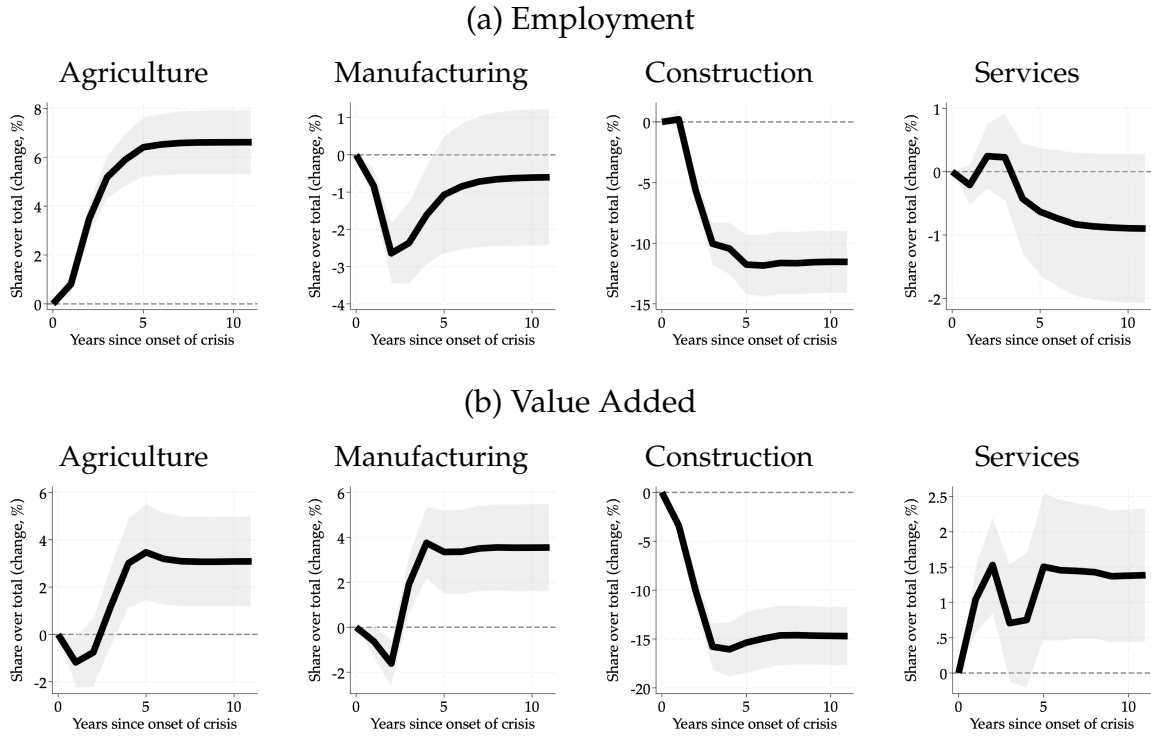 (a) Employment
Agriculture
Share over total (change, %)
8
6
4
2
0
0 5 10
Years since onset of crisis
Manufacturing
Share over total (change, %)
1
0
-1
-2
-3
-4
0 5 10
Years since onset of crisis
Construction
Share over total (change, %)
0
-5
-10
-15
0 5 10
Years since onset of crisis
Services
Share over total (change, %)
1
0
-1
-2
0 5 10
Years since onset of crisis
(b) Value Added
Agriculture
Share over total (change, %)
6
4
2
0
-2
0 5 10
Years since onset of crisis
Manufacturing
Share over total (change, %)
6
4
2
0
-2
0 5 10
Years since onset of crisis
Construction
Share over total (change, %)
0
-5
-10
-15
-20
0 5 10
Years since onset of crisis
Services
Share over total (change, %)
2.5
2
1.5
1
.5
0
0 5 10
Years since onset of crisis